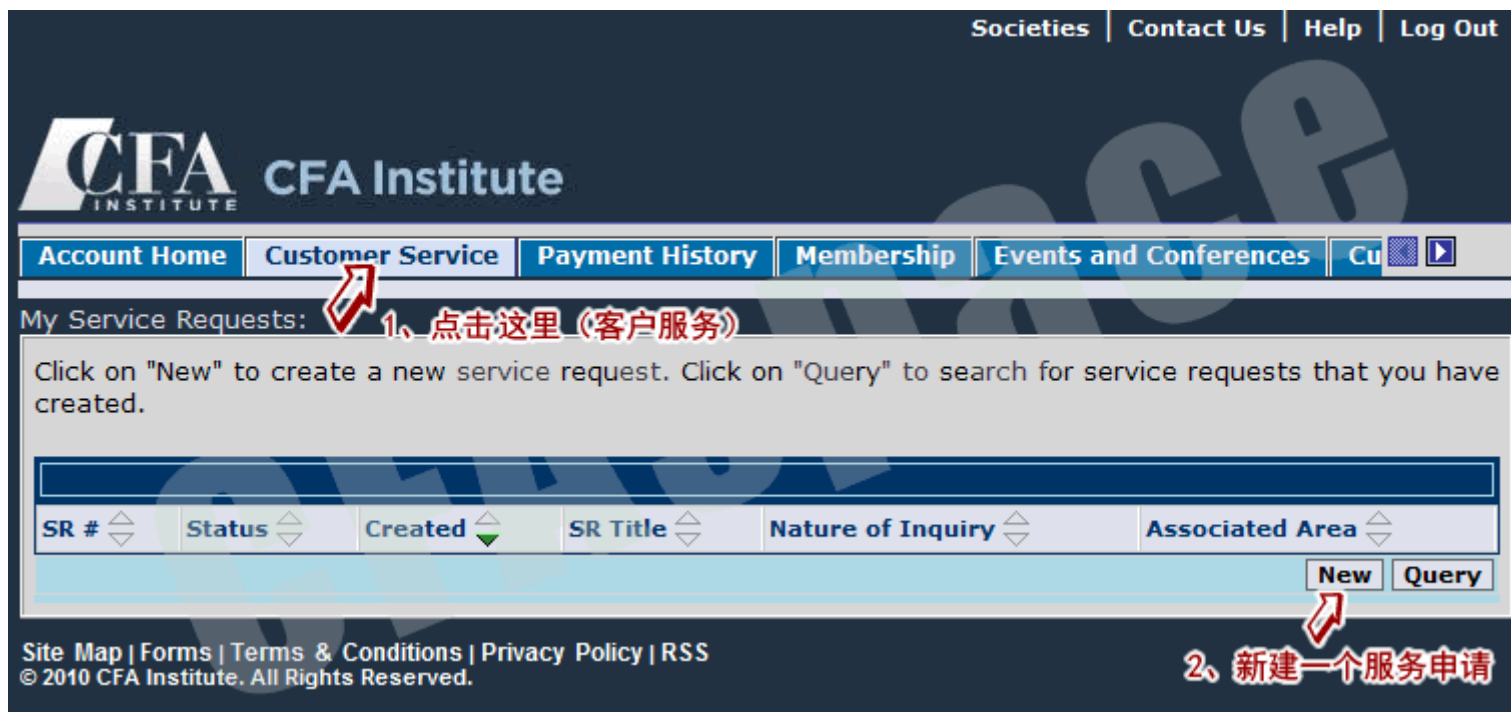 Societies | Contact Us | Help | Log Out
CFA
INSTITUTE
CFA Institute
Account Home Customer Service Payment History Membership Events and Conferences Cu
My Service Requests:
1、点击这里（客户服务）
Click on "New" to create a new service request. Click on "Query" to search for service requests that you have
created.
SR # Status Created SR Title Nature of Inquiry Associated Area
New Query
Site Map | Forms | Terms & Conditions | Privacy Policy | RSS
© 2010 CFA Institute. All Rights Reserved.
2、新建一个服务申请
CFASpace